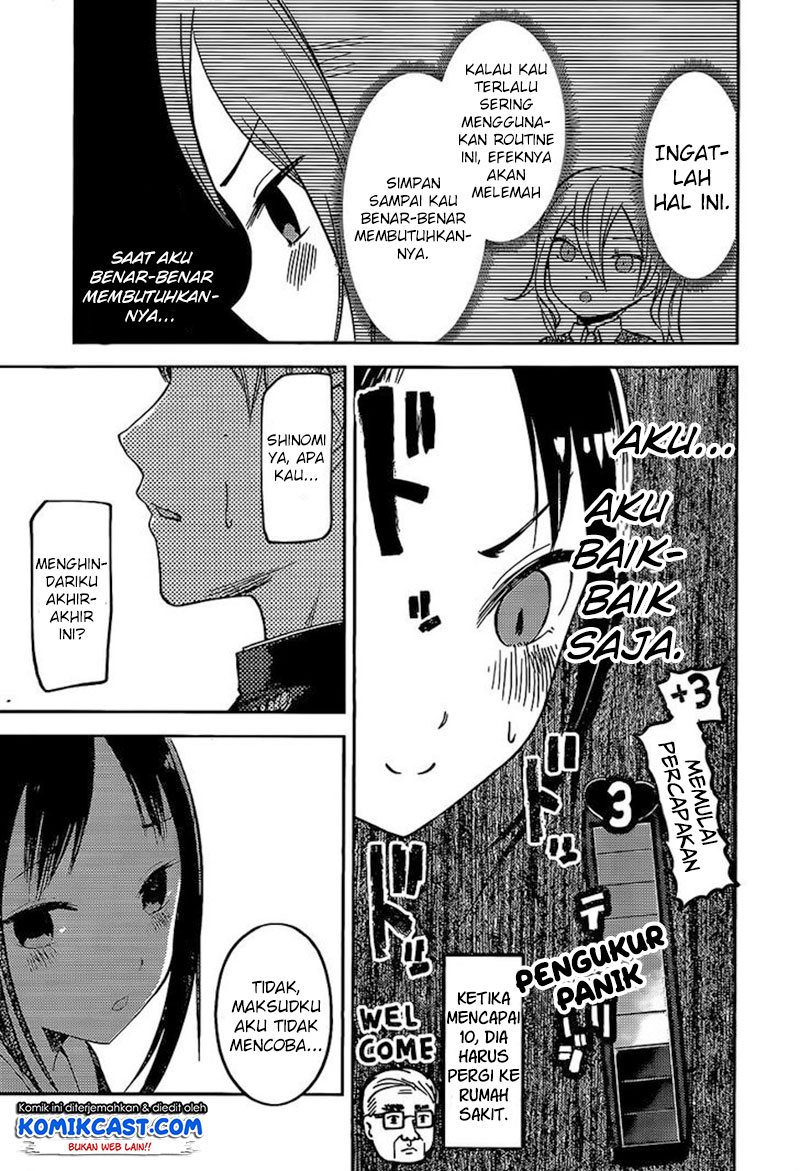 INGAT-
LAH
HAL INI.
KALAU KAU
TERLALU
SERING
MENGGUNA-
KAN ROUTINE
INI, EFEKNYA
AKAN
MELEMAH
SIMPAN
SAMPAI KAU
BENAR-BENAR
MEMBUTUHKAN-
NYA.
SAAT AKU
BENAR-BENAR
MEMBUTUHKAN-
NYA...
AKU...
AKU
BAIK-
BAIK
SAJA.
ドドド
+3
MEMULAI
PERCAPAKAN
3
PENGUKUR
PANIK
KETIKA
MENCAPAI
10, DIA
HARUS
PERGI KE
RUMAH
SAKIT.
WEL
COME
SHINOMI
YA, APA
KAU...
MENGHIN-
DARIKU
AKHIR-
AKHIR
INI?
TIDAK,
MAKSUDKU
AKU TIDAK
MENCOBA...
Komik ini diterjemahkan & diedit oleh
KOMIKCAST.COM
BUKAN WEB LAIN!!